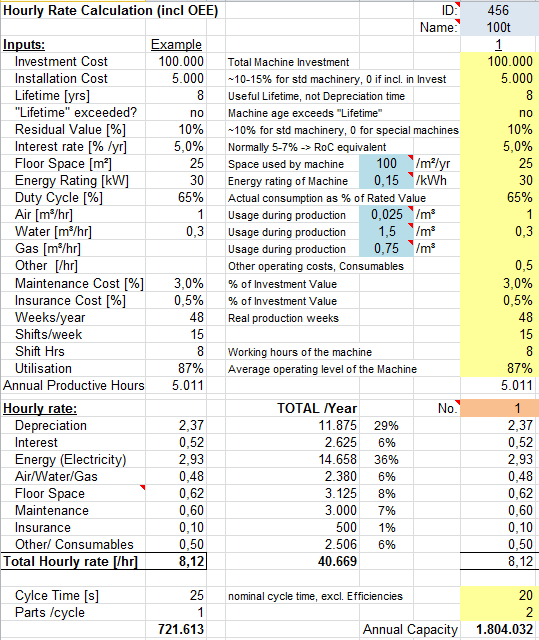 Hourly Rate Calculation (incl OEE) ID: 456
Name: 100t
Inputs: Example 1
Investment Cost 100.000 Total Machine Investment 100.000
Installation Cost 5.000 ~10-15% for std machinery, 0 if incl. in Invest 5.000
Lifetime [yrs] 8 Useful Lifetime, not Depreciation time 8
"Lifetime" exceeded? no Machine age exceeds "Lifetime" no
Residual Value [%] 10% ~10% for std machinery, 0 for special machines 10%
Interest rate [% /yr] 5,0% Normally 5-7% -> RoC equivalent 5,0%
Floor Space [m²] 25 Space used by machine 100 /m²/yr 25
Energy Rating [kW] 30 Energy rating of Machine 0,15 /kWh 30
Duty Cycle [%] 65% Actual consumption as % of Rated Value 65%
Air [m³/hr] 1 Usage during production 0,025 /m³ 1
Water [m³/hr] 0,3 Usage during production 1,5 /m³ 0,3
Gas [m³/hr] Usage during production 0,75 /m³
Other [/hr] Other operating costs, Consumables 0,5
Maintenance Cost [%] 3,0% % of Investment Value 3,0%
Insurance Cost [%] 0,5% % of Investment Value 0,5%
Weeks/year 48 Real production weeks 48
Shifts/week 15 15
Shift Hrs 8 Working hours of the machine 8
Utilisation 87% Average operating level of the Machine 87%
Annual Productive Hours 5.011 5.011
Hourly rate: TOTAL /Year No. 1
Depreciation 2,37 11.875 29% 2,37
Interest 0,52 2.625 6% 0,52
Energy (Electricity) 2,93 14.658 36% 2,93
Air/Water/Gas 0,48 2.380 6% 0,48
Floor Space 0,62 3.125 8% 0,62
Maintenance 0,60 3.000 7% 0,60
Insurance 0,10 500 1% 0,10
Other/ Consumables 0,50 2.506 6% 0,50
Total Hourly rate [/hr] 8,12 40.669 8,12
Cylce Time [s] 25 nominal cycle time, excl. Efficiencies 20
Parts /cycle 1 2
721.613 Annual Capacity 1.804.032